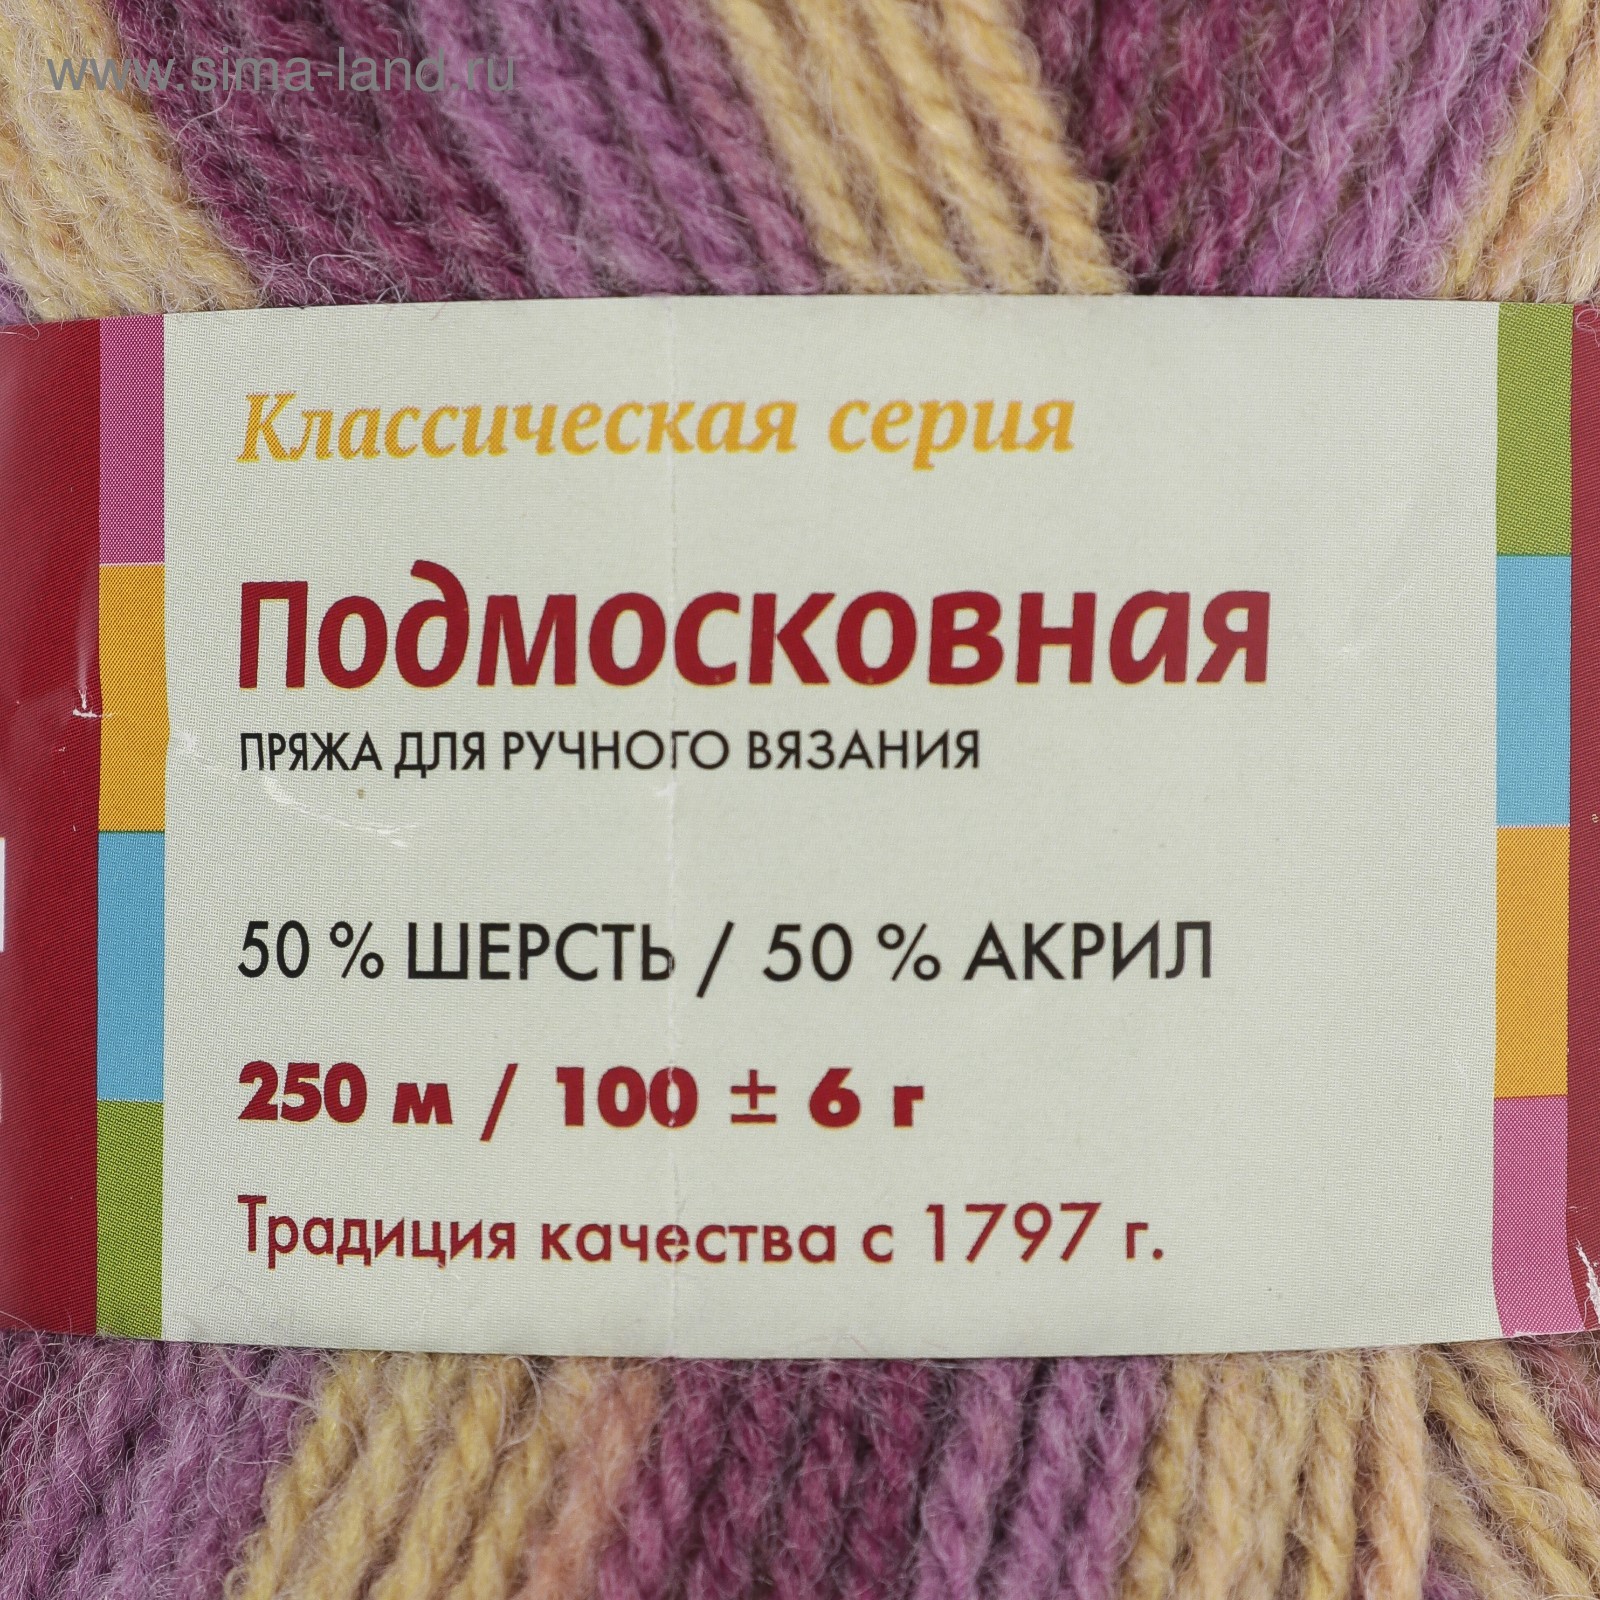 www.sima-land.ru
Классическая серия
Подмосковная
ПРЯЖА ДЛЯ РУЧНОГО ВЯЗАНИЯ
50 % ШЕРСТЬ / 50 % АКРИЛ
250 м / 100 ± 6 г
Традиция качества с 1797 г.